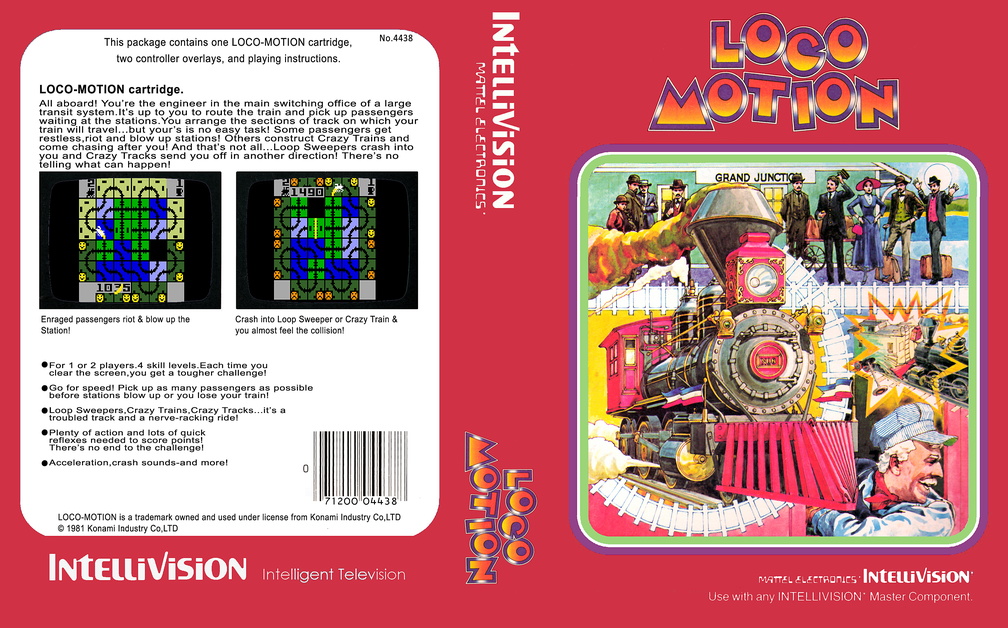 This package contains one LOCO-MOTION cartridge,
No.4438
two controller overlays, and playing instructions.
LOCO-MOTION cartridge.
All aboard! You're the engineer in the main switching office of a large
transit system.It's up to you to route the train and pick up passengers
waiting at the stations.You arrange the sections of track on which your
train will travel...but your's is no easy task! Some passengers get
restless,riot and blow up stations! Others construct Crazy Trains and
come chasing after you! And that's not all...Loop Sweepers crash into
you and Crazy Tracks send you off in another direction! There's no
telling what can happen!
1075
1490
Enraged passengers riot & blow up the
Station!
Crash into Loop Sweeper or Crazy Train &
you almost feel the collision!
●For 1 or 2 players.4 skill levels.Each time you
clear the screen,you get a tougher challenge!
●Go for speed! Pick up as many passengers as possible
before stations blow up or you lose your train!
●Loop Sweepers,Crazy Trains,Crazy Tracks...it's a
troubled track and a nerve-racking ride!
●Plenty of action and lots of quick
reflexes needed to score points!
There's no end to the challenge!
●Acceleration,crash sounds-and more!
0
71200 04438
LOCO-MOTION is a trademark owned and used under license from Konami Industry Co,LTD
© 1981 Konami Industry Co,LTD
INTELLIVISION Intelligent Television
INTELLIVISION
MATTEL ELECTRONICS®
LOCO
MOTION
LOCO
MOTION
GRAND JUNCTION
MATTEL ELECTRONICS® INTELLIVISION®
Use with any INTELLIVISION® Master Component.